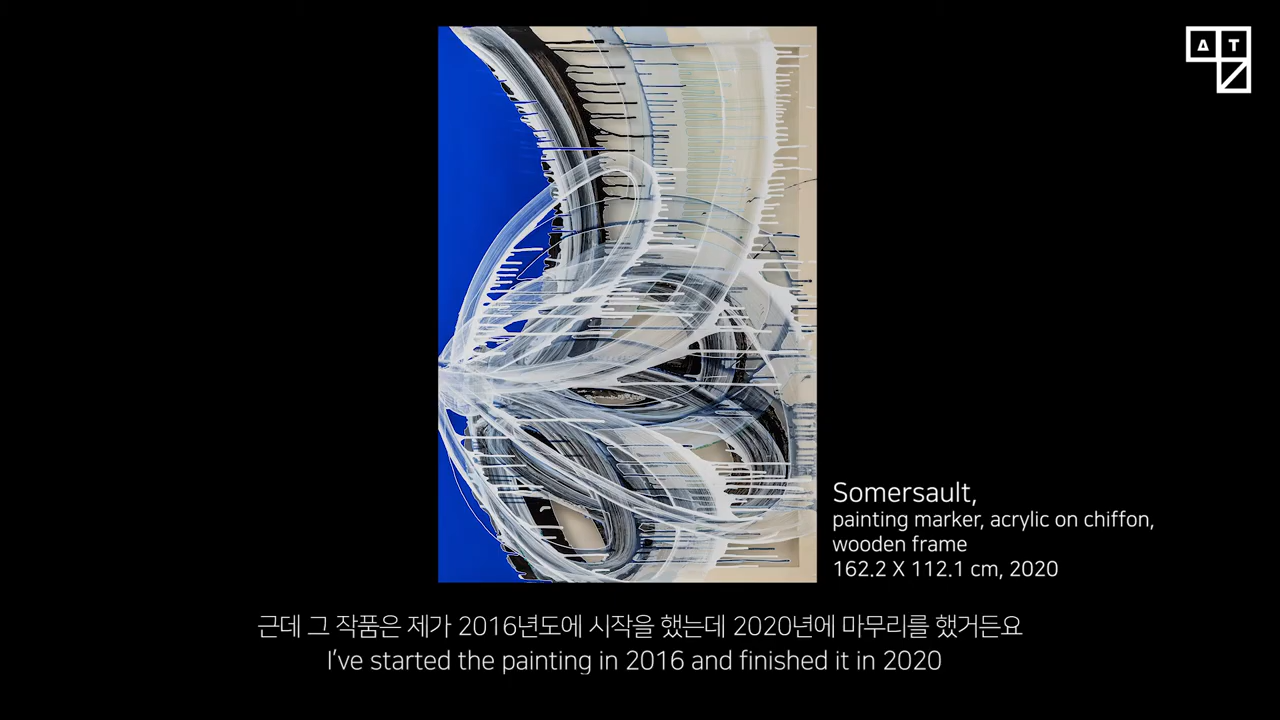 AT
Somersault,
painting marker, acrylic on chiffon,
wooden frame
162.2 X 112.1 cm, 2020
근데 그 작품은 제가 2016년도에 시작을 했는데 2020년에 마무리를 했거든요
I've started the painting in 2016 and finished it in 2020